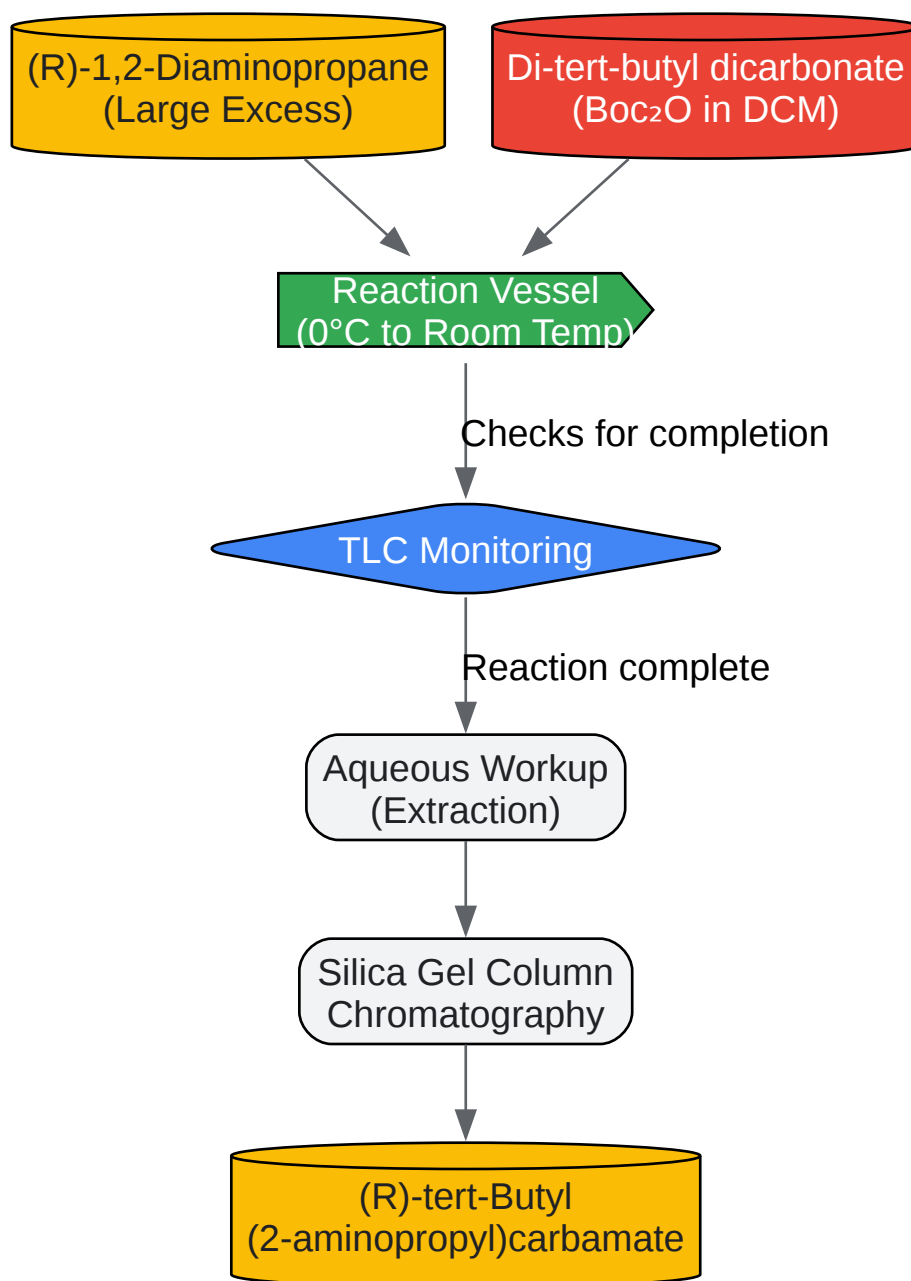 (R)-1,2-Diaminopropane
(Large Excess)
Di-tert-butyl dicarbonate
(Boc₂O in DCM)
Reaction Vessel
(0°C to Room Temp)
Checks for completion
TLC Monitoring
Reaction complete
Aqueous Workup
(Extraction)
Silica Gel Column
Chromatography
(R)-tert-Butyl
(2-aminopropyl)carbamate